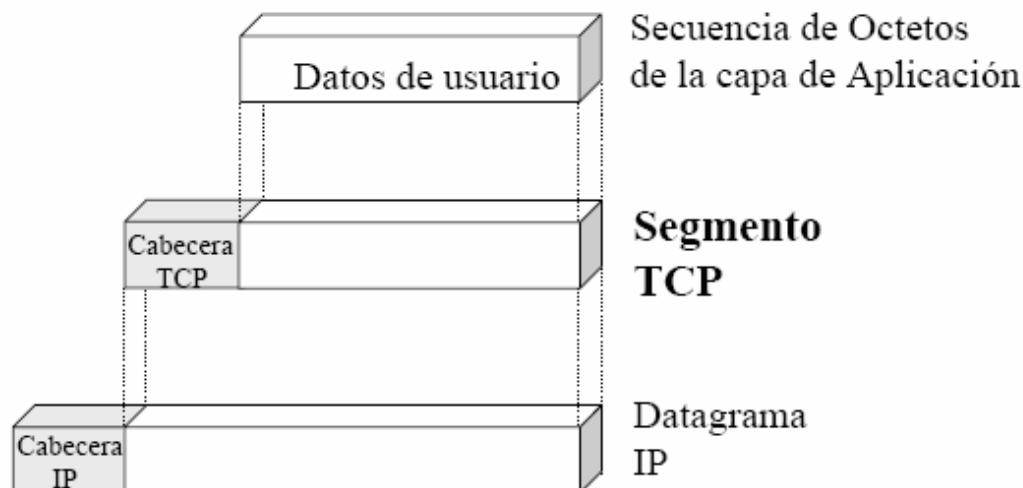 Datos de usuario
Secuencia de Octetos
de la capa de Aplicación
Cabecera
TCP
Segmento
TCP
Cabecera
IP
Datagrama
IP